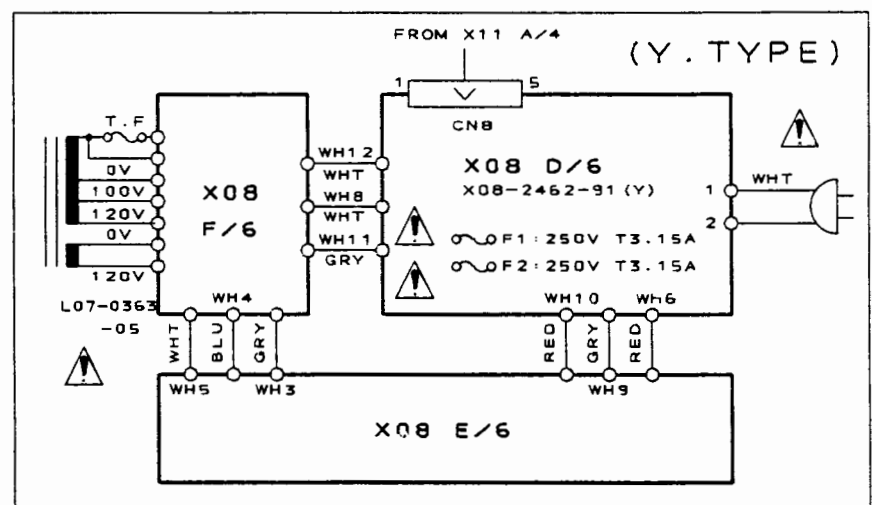 FROM X11 A/4
(Y.TYPE)
1
5
CN8
T.F
0V
100V
120V
0V
120V
L07-0363
-05
X08
F/6
WH12
WHT
WH8
WHT
WH11
GRY
X08 D/6
X08-2462-91(Y)
F1:250V T3.15A
F2:250V T3.15A
1
2
WHT
WH4
WH10
WH6
WHT
BLU
GRY
RED
GRY
RED
WH5
WH3
WH9
X08 E/6